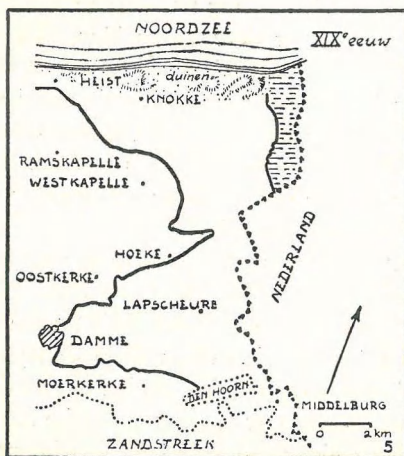 NOORDZEE
XIXe eeuw
HEIST
duinen
KNOKKE
RAMSKAPELLE
WESTKAPELLE
HOEKE
NEDERLAND
OOSTKERKE
LAPSCHEURE
DAMME
MOERKERKE
DEN HOORN
MIDDELBURG
0 2 km
ZANDSTREEK
5